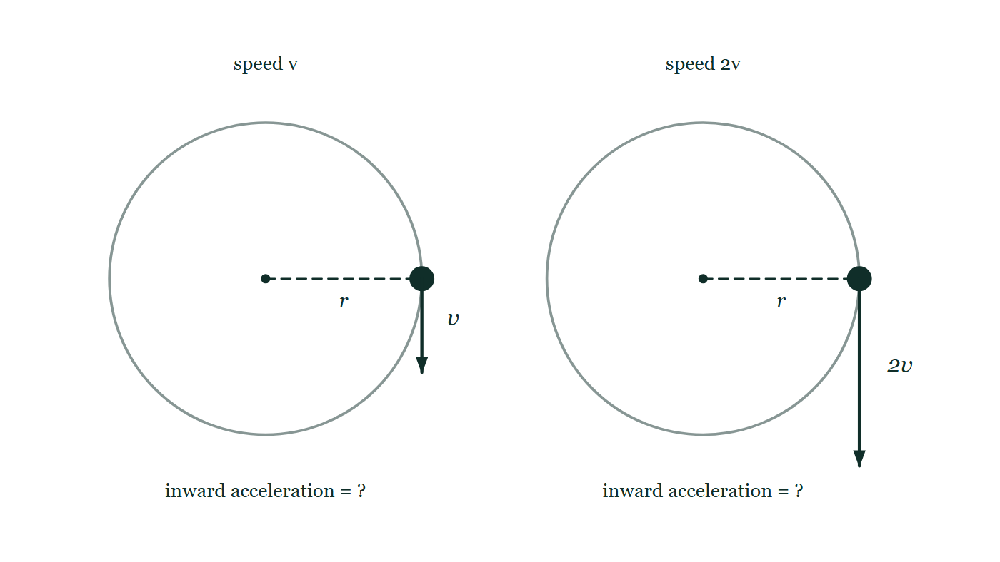 speed v
speed 2v
r
v
r
2v
inward acceleration = ?
inward acceleration = ?